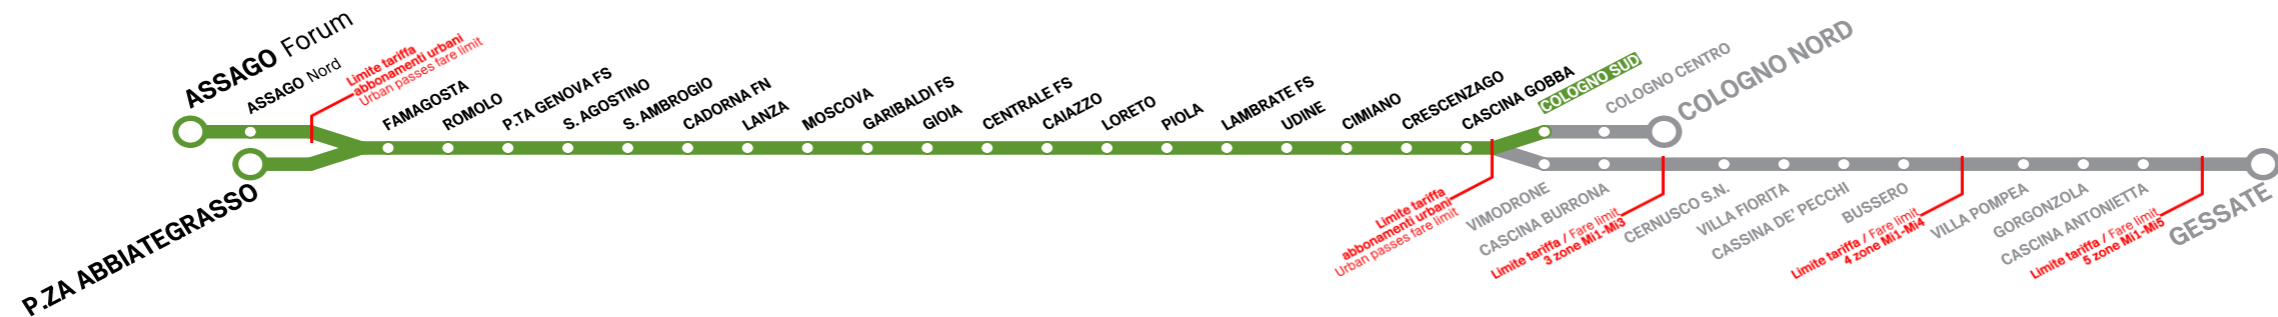 ASSAGO Forum
ASSAGO Nord
Limite tariffa
abbonamenti urbani
Urban passes fare limit
P.ZA ABBIATEGRASSO
FAMAGOSTA
ROMOLO
P.TA GENOVA FS
S. AGOSTINO
S. AMBROGIO
CADORNA FN
LANZA
MOSCOVA
GARIBALDI FS
GIOIA
CENTRALE FS
CAIAZZO
LORETO
PIOLA
LAMBRATE FS
UDINE
CIMIANO
CRESCENZAGO
CASCINA GOBBA
Limite tariffa
abbonamenti urbani
Urban passes fare limit
COLOGNO SUD
COLOGNO CENTRO
COLOGNO NORD
VIMODRONE
CASCINA BURRONA
Limite tariffa / Fare limit
3 zone Mi1-Mi3
CERNUSCO S.N.
VILLA FIORITA
CASSINA DE' PECCHI
BUSSERO
Limite tariffa / Fare limit
4 zone Mi1-Mi4
VILLA POMPEA
GORGONZOLA
CASCINA ANTONIETTA
Limite tariffa / Fare limit
5 zone Mi1-Mi5
GESSATE